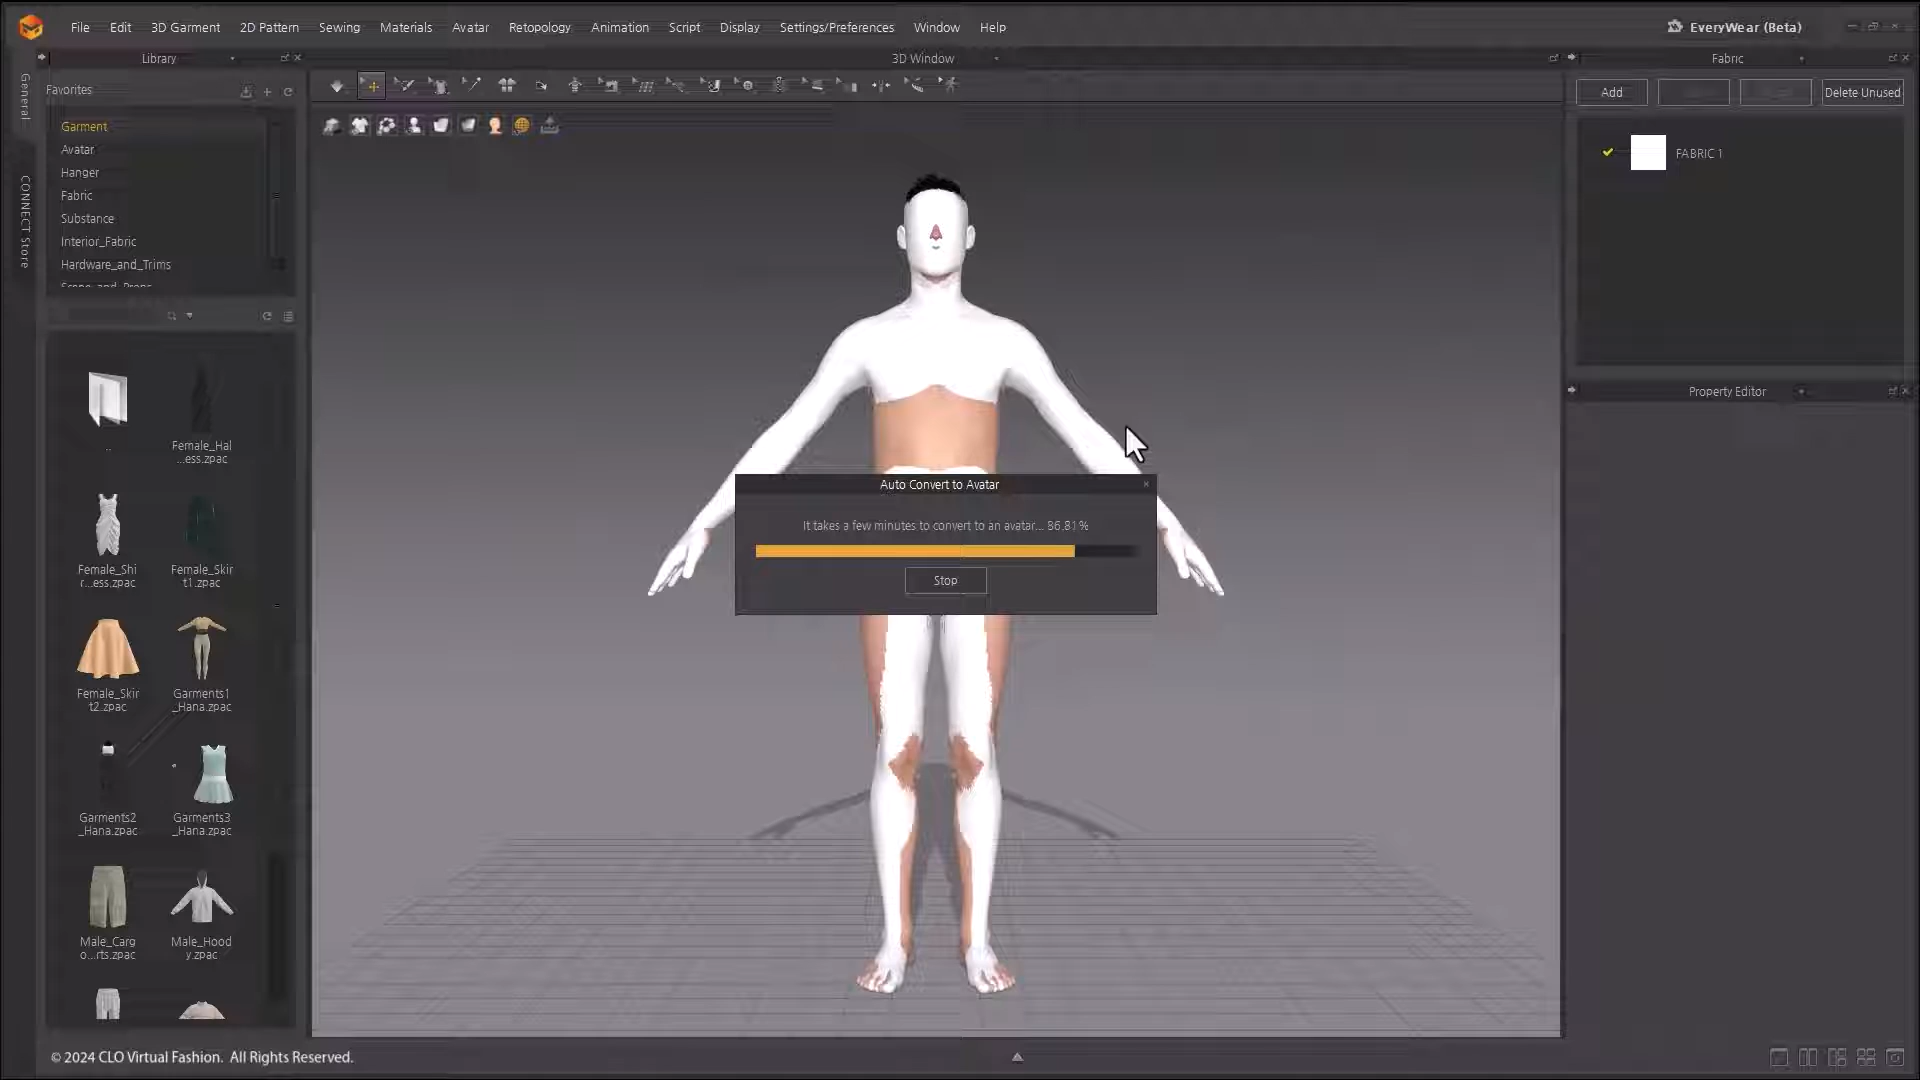 File Edit 3D Garment 2D Pattern Sewing Materials Avatar Retopology Animation Script Display Settings/Preferences Window Help EveryWear (Beta)
Library 3D Window Fabric
General
CONNECT Store
Favorites
Garment
Avatar
Hanger
Fabric
Substance
Interior_Fabric
Hardware_and_Trims
Scene_and_Props
Add Delete Unused
FABRIC 1
Property Editor
..
Female_Hal
...ess.zpac
Female_Shi
r...ess.zpac
Female_Skir
t1.zpac
Female_Skir
t2.zpac
Garments1
_Hana.zpac
Garments2
_Hana.zpac
Garments3
_Hana.zpac
Male_Carg
o...rts.zpac
Male_Hood
y.zpac
Auto Convert to Avatar
It takes a few minutes to convert to an avatar... 86.81%
Stop
© 2024 CLO Virtual Fashion. All Rights Reserved.